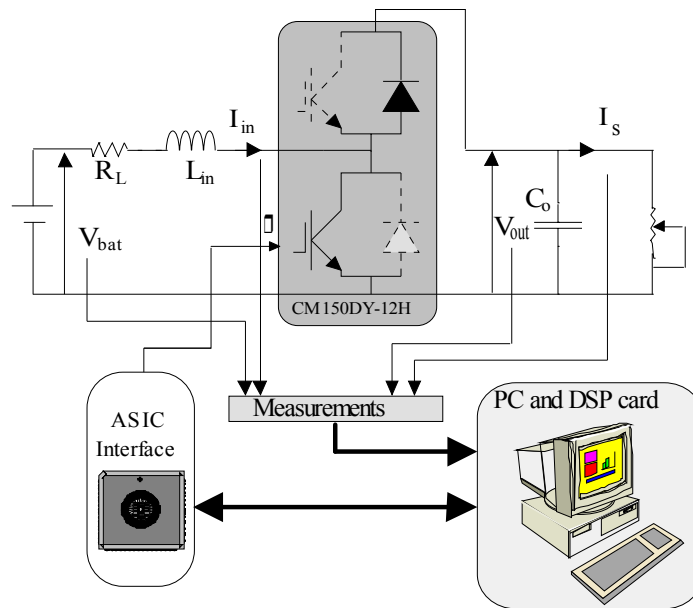 I in
I s
R L
L in
C o
V bat
V out
CM150DY-12H
Measurements
PC and DSP card
ASIC
Interface